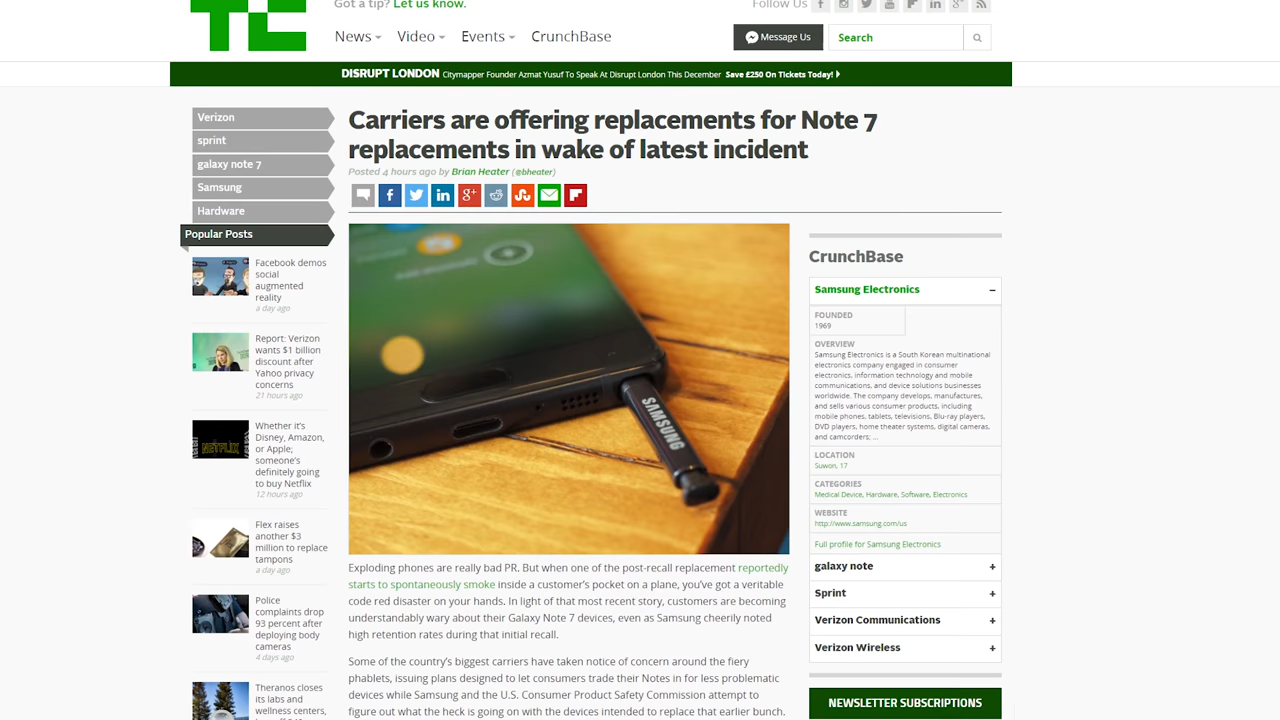 Got a tip? Let us know.
Follow Us
News
Video
Events
CrunchBase
Message Us
Search
DISRUPT LONDON Citymapper Founder Azmat Yusuf To Speak At Disrupt London This December Save £250 On Tickets Today!
Verizon
sprint
galaxy note 7
Samsung
Hardware
Popular Posts
Facebook demos
social
augmented
reality
a day ago
Report: Verizon
wants $1 billion
discount after
Yahoo privacy
concerns
21 hours ago
Whether it's
Disney, Amazon,
or Apple;
someone's
definitely going
to buy Netflix
12 hours ago
NETFLIX
Flex raises
another $3
million to replace
tampons
a day ago
Police
complaints drop
93 percent after
deploying body
cameras
4 days ago
Theranos closes
its labs and
wellness centers,
Carriers are offering replacements for Note 7
replacements in wake of latest incident
Posted 4 hours ago by Brian Heater (@bheater)
SAMSUNG
Exploding phones are really bad PR. But when one of the post-recall replacement reportedly
starts to spontaneously smoke inside a customer's pocket on a plane, you've got a veritable
code red disaster on your hands. In light of that most recent story, customers are becoming
understandably wary about their Galaxy Note 7 devices, even as Samsung cheerily noted
high retention rates during that initial recall.
Some of the country's biggest carriers have taken notice of concern around the fiery
phablets, issuing plans designed to let consumers trade their Notes in for less problematic
devices while Samsung and the U.S. Consumer Product Safety Commission attempt to
figure out what the heck is going on with the devices intended to replace that earlier bunch.
CrunchBase
Samsung Electronics –
FOUNDED
1969
OVERVIEW
Samsung Electronics is a South Korean multinational
electronics company engaged in consumer
electronics, information technology and mobile
communications, and device solutions businesses
worldwide. The company develops, manufactures,
and sells various consumer products, including
mobile phones, tablets, televisions, Blu-ray players,
DVD players, home theater systems, digital cameras,
and camcorders; ...
LOCATION
Suwon, 17
CATEGORIES
Medical Device, Hardware, Software, Electronics
WEBSITE
http://www.samsung.com/us
Full profile for Samsung Electronics
galaxy note +
Sprint +
Verizon Communications +
Verizon Wireless +
NEWSLETTER SUBSCRIPTIONS